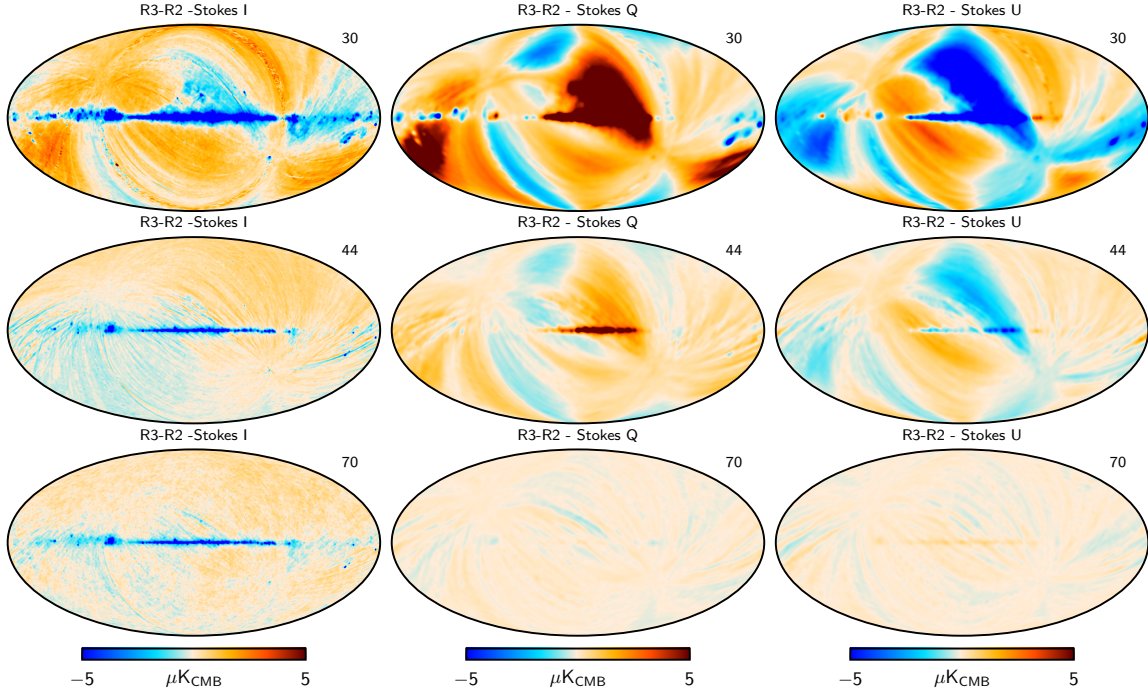 R3-R2 -Stokes I
R3-R2 - Stokes Q
R3-R2 - Stokes U
30
30
30
R3-R2 -Stokes I
R3-R2 - Stokes Q
R3-R2 - Stokes U
44
44
44
R3-R2 -Stokes I
R3-R2 - Stokes Q
R3-R2 - Stokes U
70
70
70
−5 μK_CMB 5
−5 μK_CMB 5
−5 μK_CMB 5